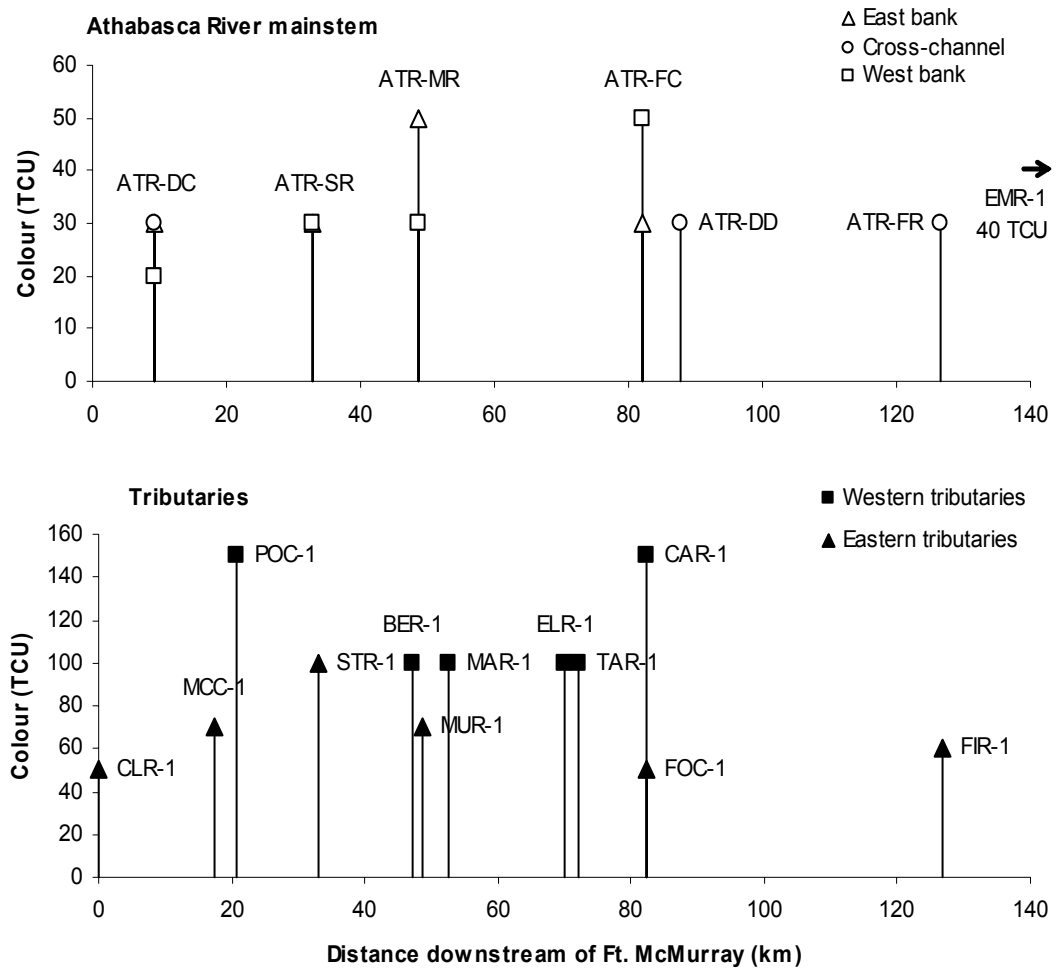 Athabasca River mainstem
East bank
Cross-channel
West bank
Colour (TCU)
60
50
40
30
20
10
0
ATR-DC
ATR-SR
ATR-MR
ATR-FC
ATR-DD
ATR-FR
EMR-1
40 TCU
0 20 40 60 80 100 120 140
Tributaries
Western tributaries
Eastern tributaries
Colour (TCU)
160
140
120
100
80
60
40
20
0
CLR-1
MCC-1
POC-1
STR-1
BER-1
MUR-1
MAR-1
ELR-1
TAR-1
CAR-1
FOC-1
FIR-1
0 20 40 60 80 100 120 140
Distance downstream of Ft. McMurray (km)